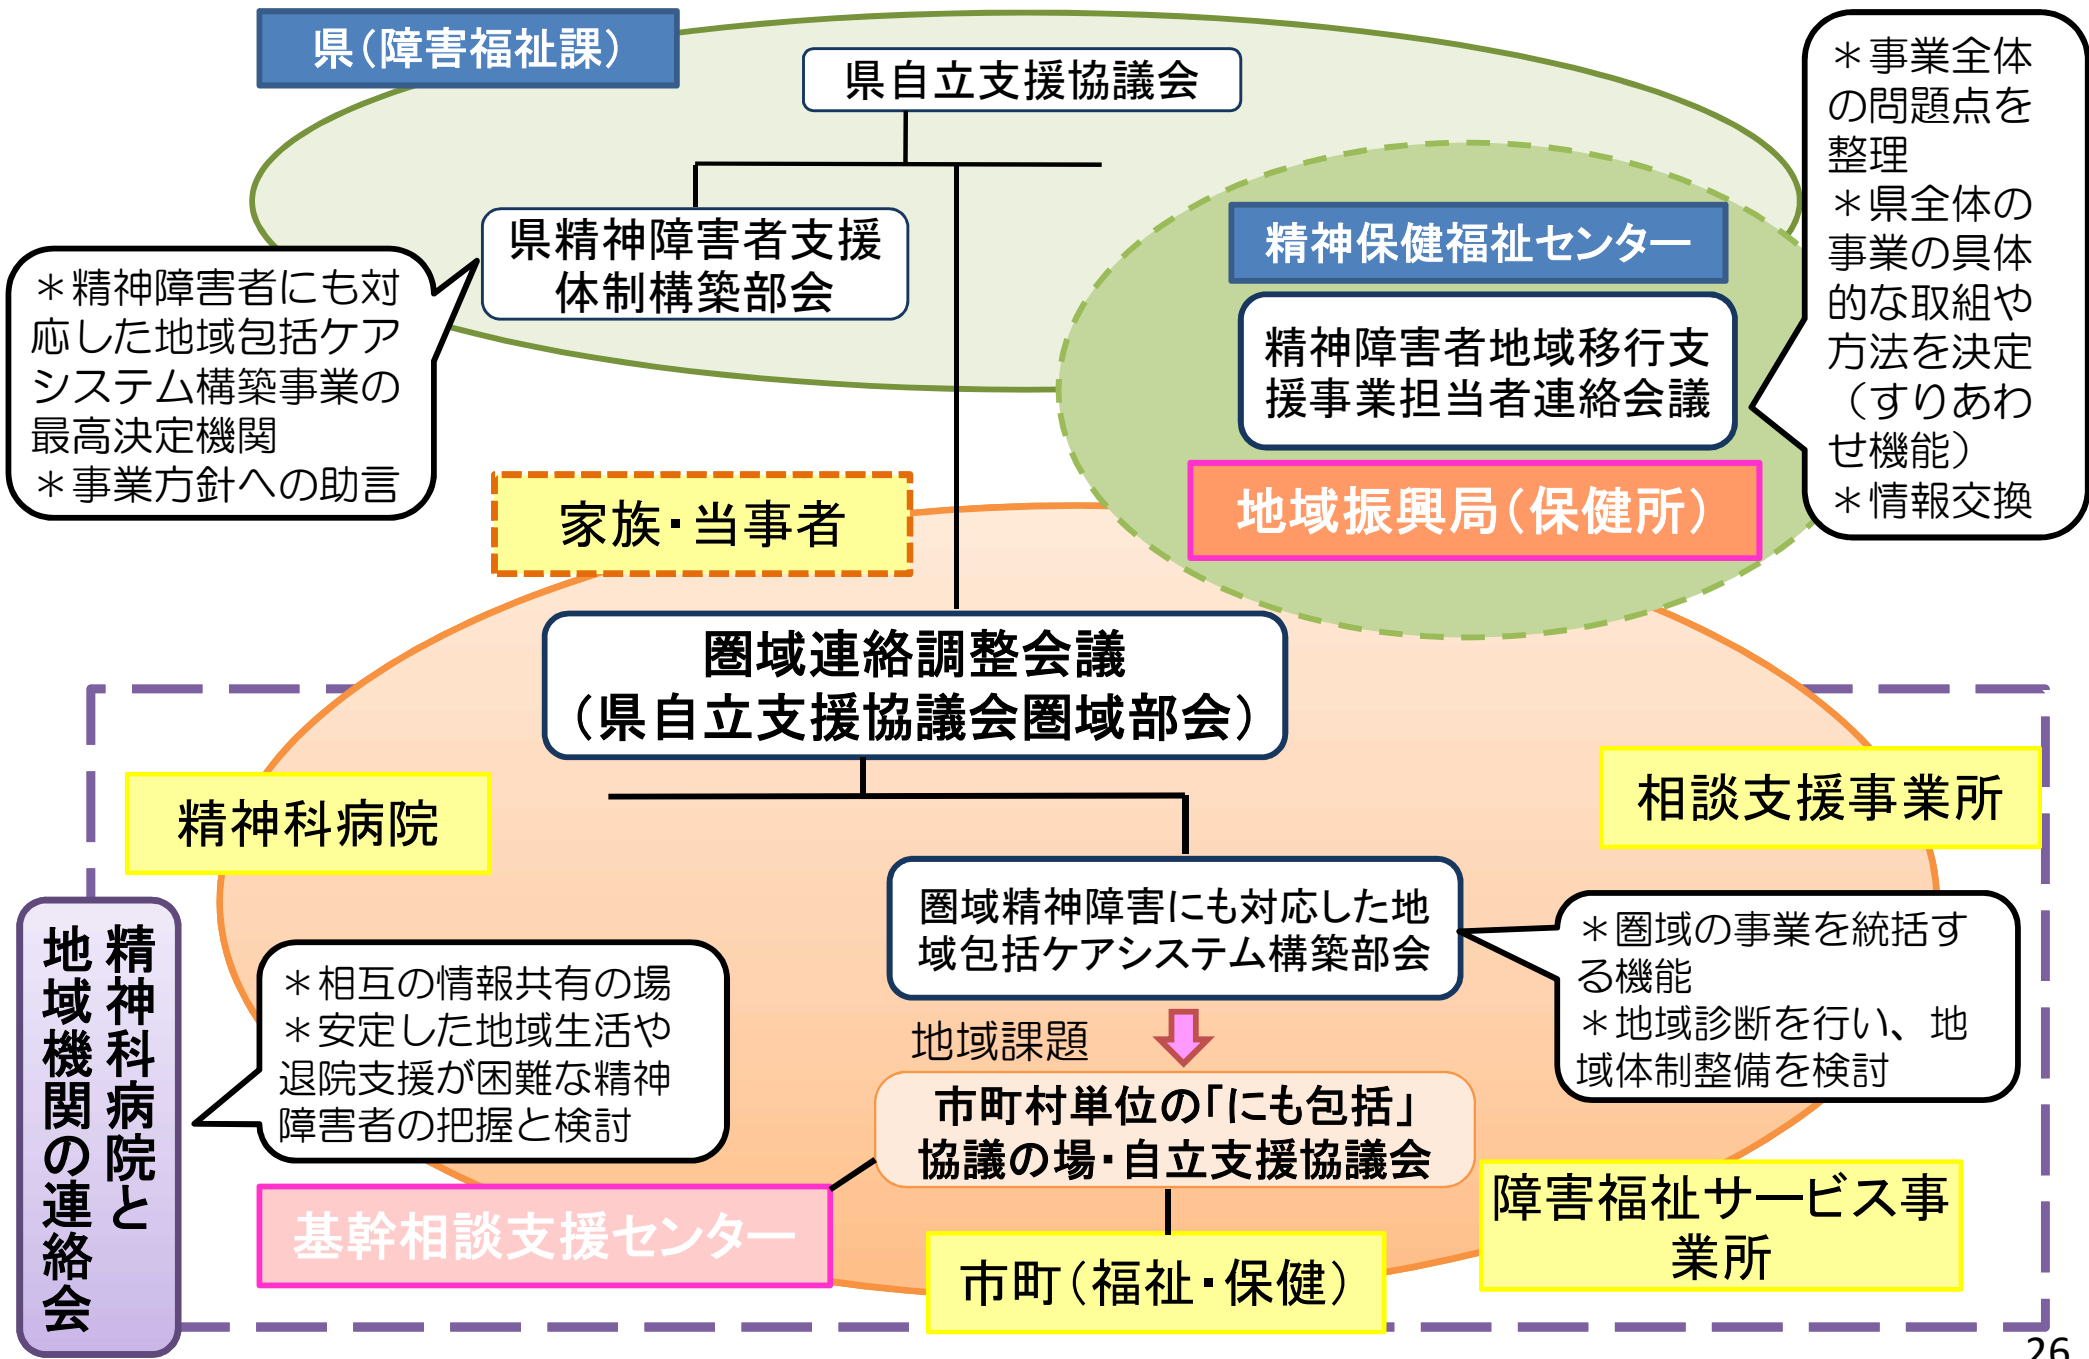 県（障害福祉課）
県自立支援協議会
＊事業全体
の問題点を
整理
＊県全体の
事業の具体
的な取組や
方法を決定
（すりあわ
せ機能）
＊情報交換
県精神障害者支援
体制構築部会
精神保健福祉センター
＊精神障害者にも対
応した地域包括ケア
システム構築事業の
最高決定機関
＊事業方針への助言
精神障害者地域移行支
援事業担当者連絡会議
家族・当事者
地域振興局（保健所）
圏域連絡調整会議
（県自立支援協議会圏域部会）
精神科病院
相談支援事業所
圏域精神障害にも対応した地
域包括ケアシステム構築部会
＊圏域の事業を統括す
る機能
＊地域診断を行い、地
域体制整備を検討
精神科病院と
地域機関の連絡会
＊相互の情報共有の場
＊安定した地域生活や
退院支援が困難な精神
障害者の把握と検討
地域課題
市町村単位の「にも包括」
協議の場・自立支援協議会
基幹相談支援センター
障害福祉サービス事
業所
市町（福祉・保健）
26